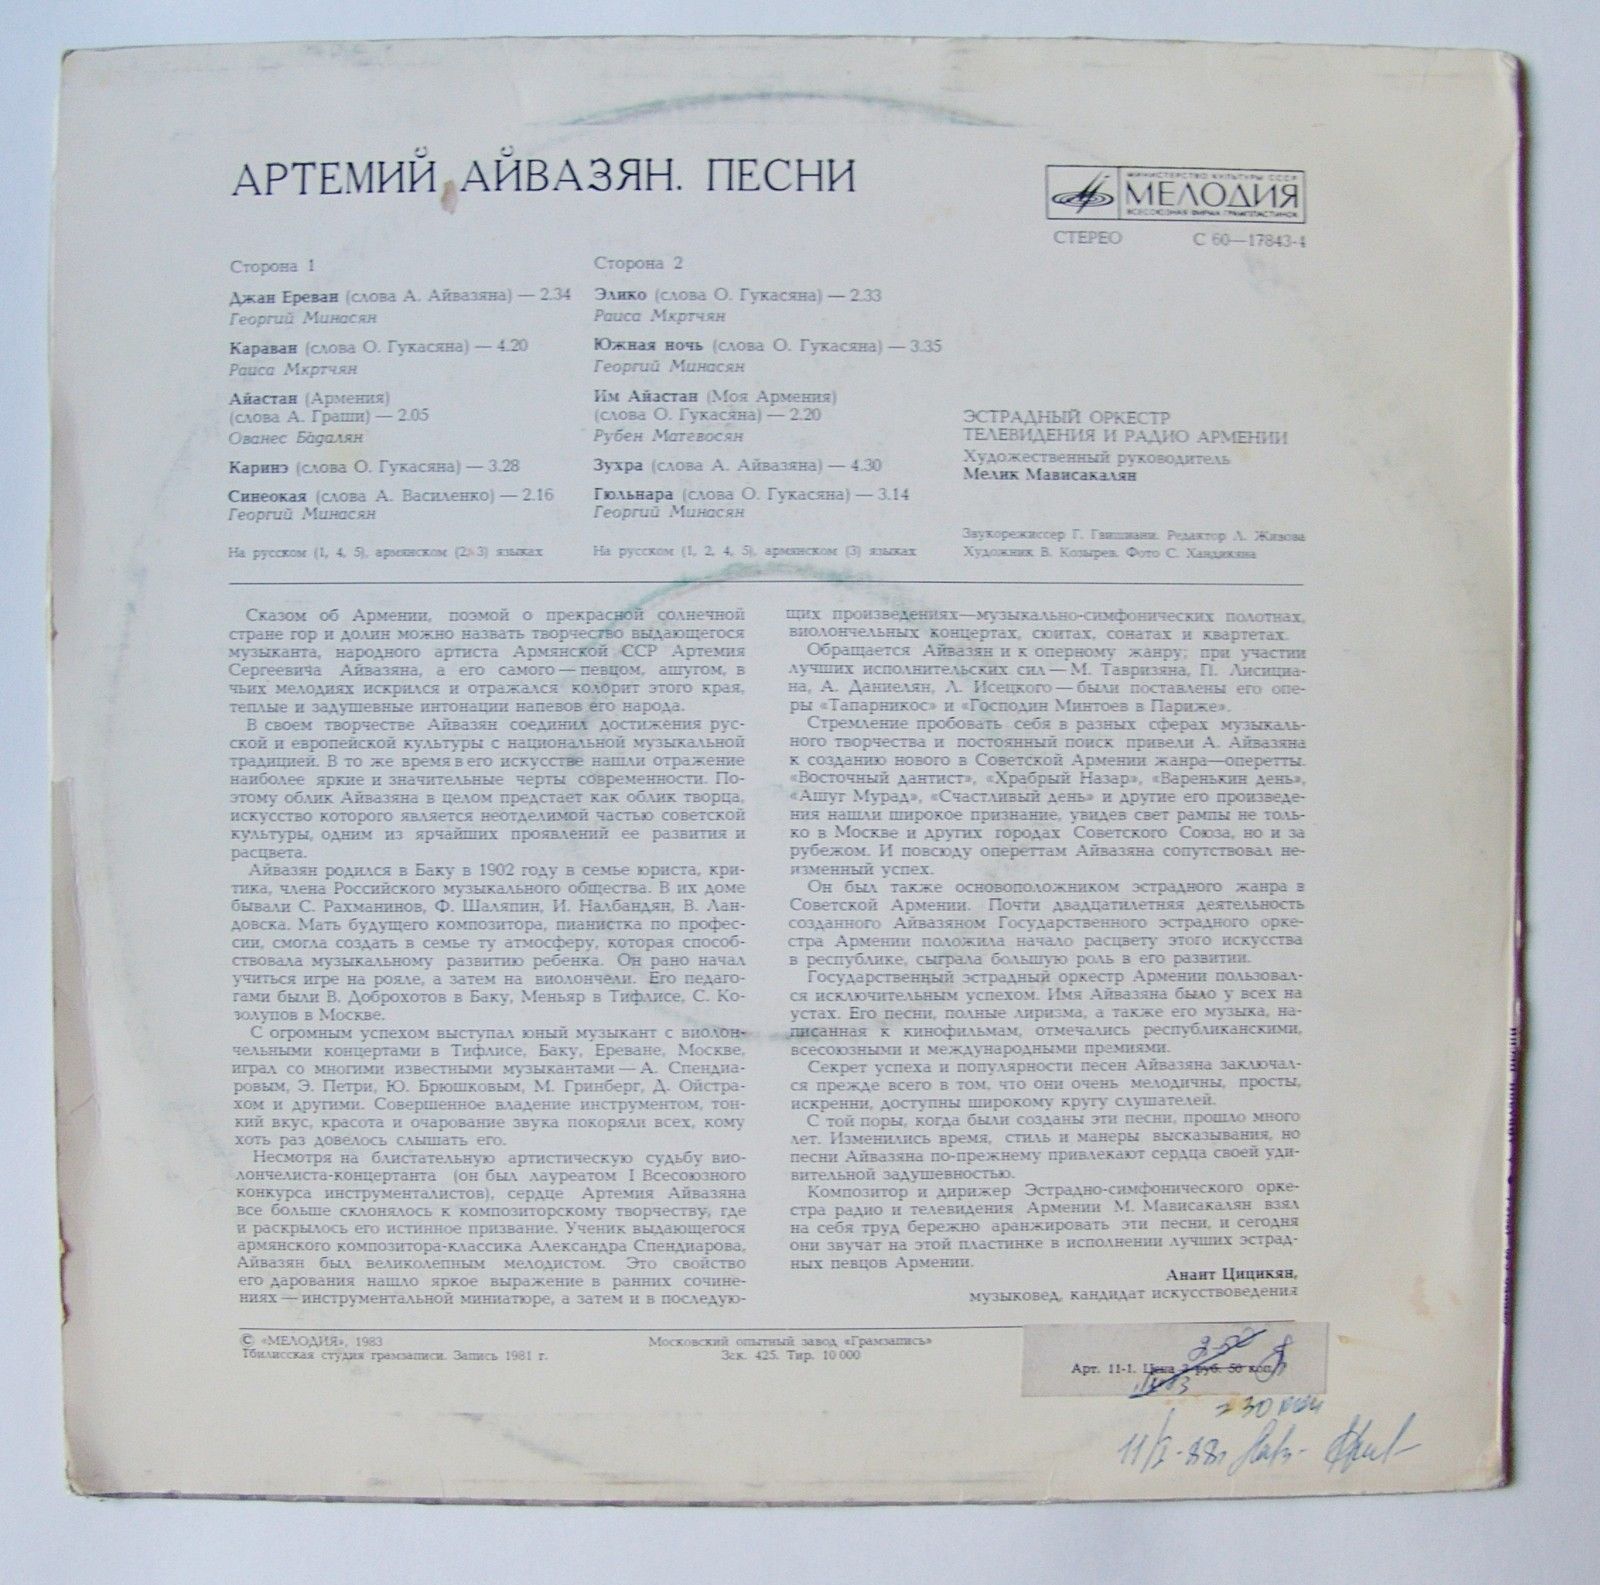 АРТЕМИЙ АЙВАЗЯН. ПЕСНИ
МИНИСТЕРСТВО КУЛЬТУРЫ СССР
МЕЛОДИЯ
ВСЕСОЮЗНАЯ ФИРМА ГРАМПЛАСТИНОК
СТЕРЕО С 60—17843-4
Сторона 1
Джан Ереван (слова А. Айвазяна) — 2.34
Георгий Минасян
Караван (слова О. Гукасяна) — 4.20
Раиса Мкртчян
Айастан (Армения)
(слова А. Граши) — 2.05
Ованес Бадалян
Каринэ (слова О. Гукасяна) — 3.28
Синеокая (слова А. Василенко) — 2.16
Георгий Минасян
На русском (1, 4, 5), армянском (2, 3) языках
Сторона 2
Элико (слова О. Гукасяна) — 2.33
Раиса Мкртчян
Южная ночь (слова О. Гукасяна) — 3.35
Георгий Минасян
Им Айастан (Моя Армения)
(слова О. Гукасяна) — 2.20
Рубен Матевосян
Зухра (слова А. Айвазяна) — 4.30
Гюльнара (слова О. Гукасяна) — 3.14
Георгий Минасян
На русском (1, 2, 4, 5), армянском (3) языках
ЭСТРАДНЫЙ ОРКЕСТР
ТЕЛЕВИДЕНИЯ И РАДИО АРМЕНИИ
Художественный руководитель
Мелик Мависакалян
Звукорежиссер Г. Гвишиани. Редактор Л. Жизова
Художник В. Козырев. Фото С. Хандикяна
Сказом об Армении, поэмой о прекрасной солнечной
стране гор и долин можно назвать творчество выдающегося
музыканта, народного артиста Армянской ССР Артемия
Сергеевича Айвазяна, а его самого — певцом, ашугом, в
чьих мелодиях искрился и отражался колорит этого края,
теплые и задушевные интонации напевов его народа.
В своем творчестве Айвазян соединил достижения рус-
ской и европейской культуры с национальной музыкальной
традицией. В то же время в его искусстве нашли отражение
наиболее яркие и значительные черты современности. По-
этому облик Айвазяна в целом предстает как облик творца,
искусство которого является неотделимой частью советской
культуры, одним из ярчайших проявлений ее развития и
расцвета.
Айвазян родился в Баку в 1902 году в семье юриста, кри-
тика, члена Российского музыкального общества. В их доме
бывали С. Рахманинов, Ф. Шаляпин, И. Налбандян, В. Лан-
довска. Мать будущего композитора, пианистка по профес-
сии, смогла создать в семье ту атмосферу, которая способ-
ствовала музыкальному развитию ребенка. Он рано начал
учиться игре на рояле, а затем на виолончели. Его педаго-
гами были В. Доброхотов в Баку, Меньяр в Тифлисе, С. Ко-
золупов в Москве.
С огромным успехом выступал юный музыкант с виолон-
чельными концертами в Тифлисе, Баку, Ереване, Москве,
играл со многими известными музыкантами — А. Спендиа-
ровым, Э. Петри, Ю. Брюшковым, М. Гринберг, Д. Ойстра-
хом и другими. Совершенное владение инструментом, тон-
кий вкус, красота и очарование звука покоряли всех, кому
хоть раз довелось слышать его.
Несмотря на блистательную артистическую судьбу вио-
лончелиста-концертанта (он был лауреатом I Всесоюзного
конкурса инструменталистов), сердце Артемия Айвазяна
все больше склонялось к композиторскому творчеству, где
и раскрылось его истинное призвание. Ученик выдающегося
армянского композитора-классика Александра Спендиарова,
Айвазян был великолепным мелодистом. Это свойство
его дарования нашло яркое выражение в ранних сочине-
ниях — инструментальной миниатюре, а затем и в последую-
щих произведениях—музыкально-симфонических полотнах,
виолончельных концертах, сюитах, сонатах и квартетах.
Обращается Айвазян и к оперному жанру; при участии
лучших исполнительских сил — М. Тавризяна, П. Лисициа-
на, А. Даниелян, Л. Исецкого — были поставлены его опе-
ры «Тапарникос» и «Господин Минтоев в Париже».
Стремление пробовать себя в разных сферах музыкаль-
ного творчества и постоянный поиск привели А. Айвазяна
к созданию нового в Советской Армении жанра—оперетты.
«Восточный дантист», «Храбрый Назар», «Варенькин день»,
«Ашуг Мурад», «Счастливый день» и другие его произведе-
ния нашли широкое признание, увидев свет рампы не толь-
ко в Москве и других городах Советского Союза, но и за
рубежом. И повсюду опереттам Айвазяна сопутствовал не-
изменный успех.
Он был также основоположником эстрадного жанра в
Советской Армении. Почти двадцатилетняя деятельность
созданного Айвазяном Государственного эстрадного орке-
стра Армении положила начало расцвету этого искусства
в республике, сыграла большую роль в его развитии.
Государственный эстрадный оркестр Армении пользовал-
ся исключительным успехом. Имя Айвазяна было у всех на
устах. Его песни, полные лиризма, а также его музыка, на-
писанная к кинофильмам, отмечались республиканскими,
всесоюзными и международными премиями.
Секрет успеха и популярности песен Айвазяна заключал-
ся прежде всего в том, что они очень мелодичны, просты,
искренни, доступны широкому кругу слушателей.
С той поры, когда были созданы эти песни, прошло много
лет. Изменились время, стиль и манеры высказывания, но
песни Айвазяна по-прежнему привлекают сердца своей уди-
вительной задушевностью.
Композитор и дирижер Эстрадно-симфонического орке-
стра радио и телевидения Армении М. Мависакалян взял
на себя труд бережно аранжировать эти песни, и сегодня
они звучат на этой пластинке в исполнении лучших эстрад-
ных певцов Армении.
Анаит Цицикян,
музыковед, кандидат искусствоведения
© «МЕЛОДИЯ», 1983
Тбилисская студия грамзаписи. Запись 1981 г.
Московский опытный завод «Грамзапись»
Зак. 425. Тир. 10 000
2-50
Арт. 11-1. Цена 2 руб. 50 коп.
30 коп